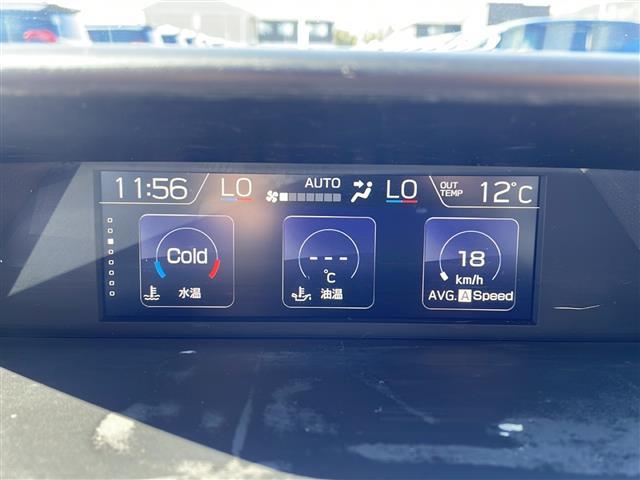 11:56 LO AUTO LO OUT TEMP 12°C
Cold
水温
---
°C
油温
18
km/h
AVG. A Speed